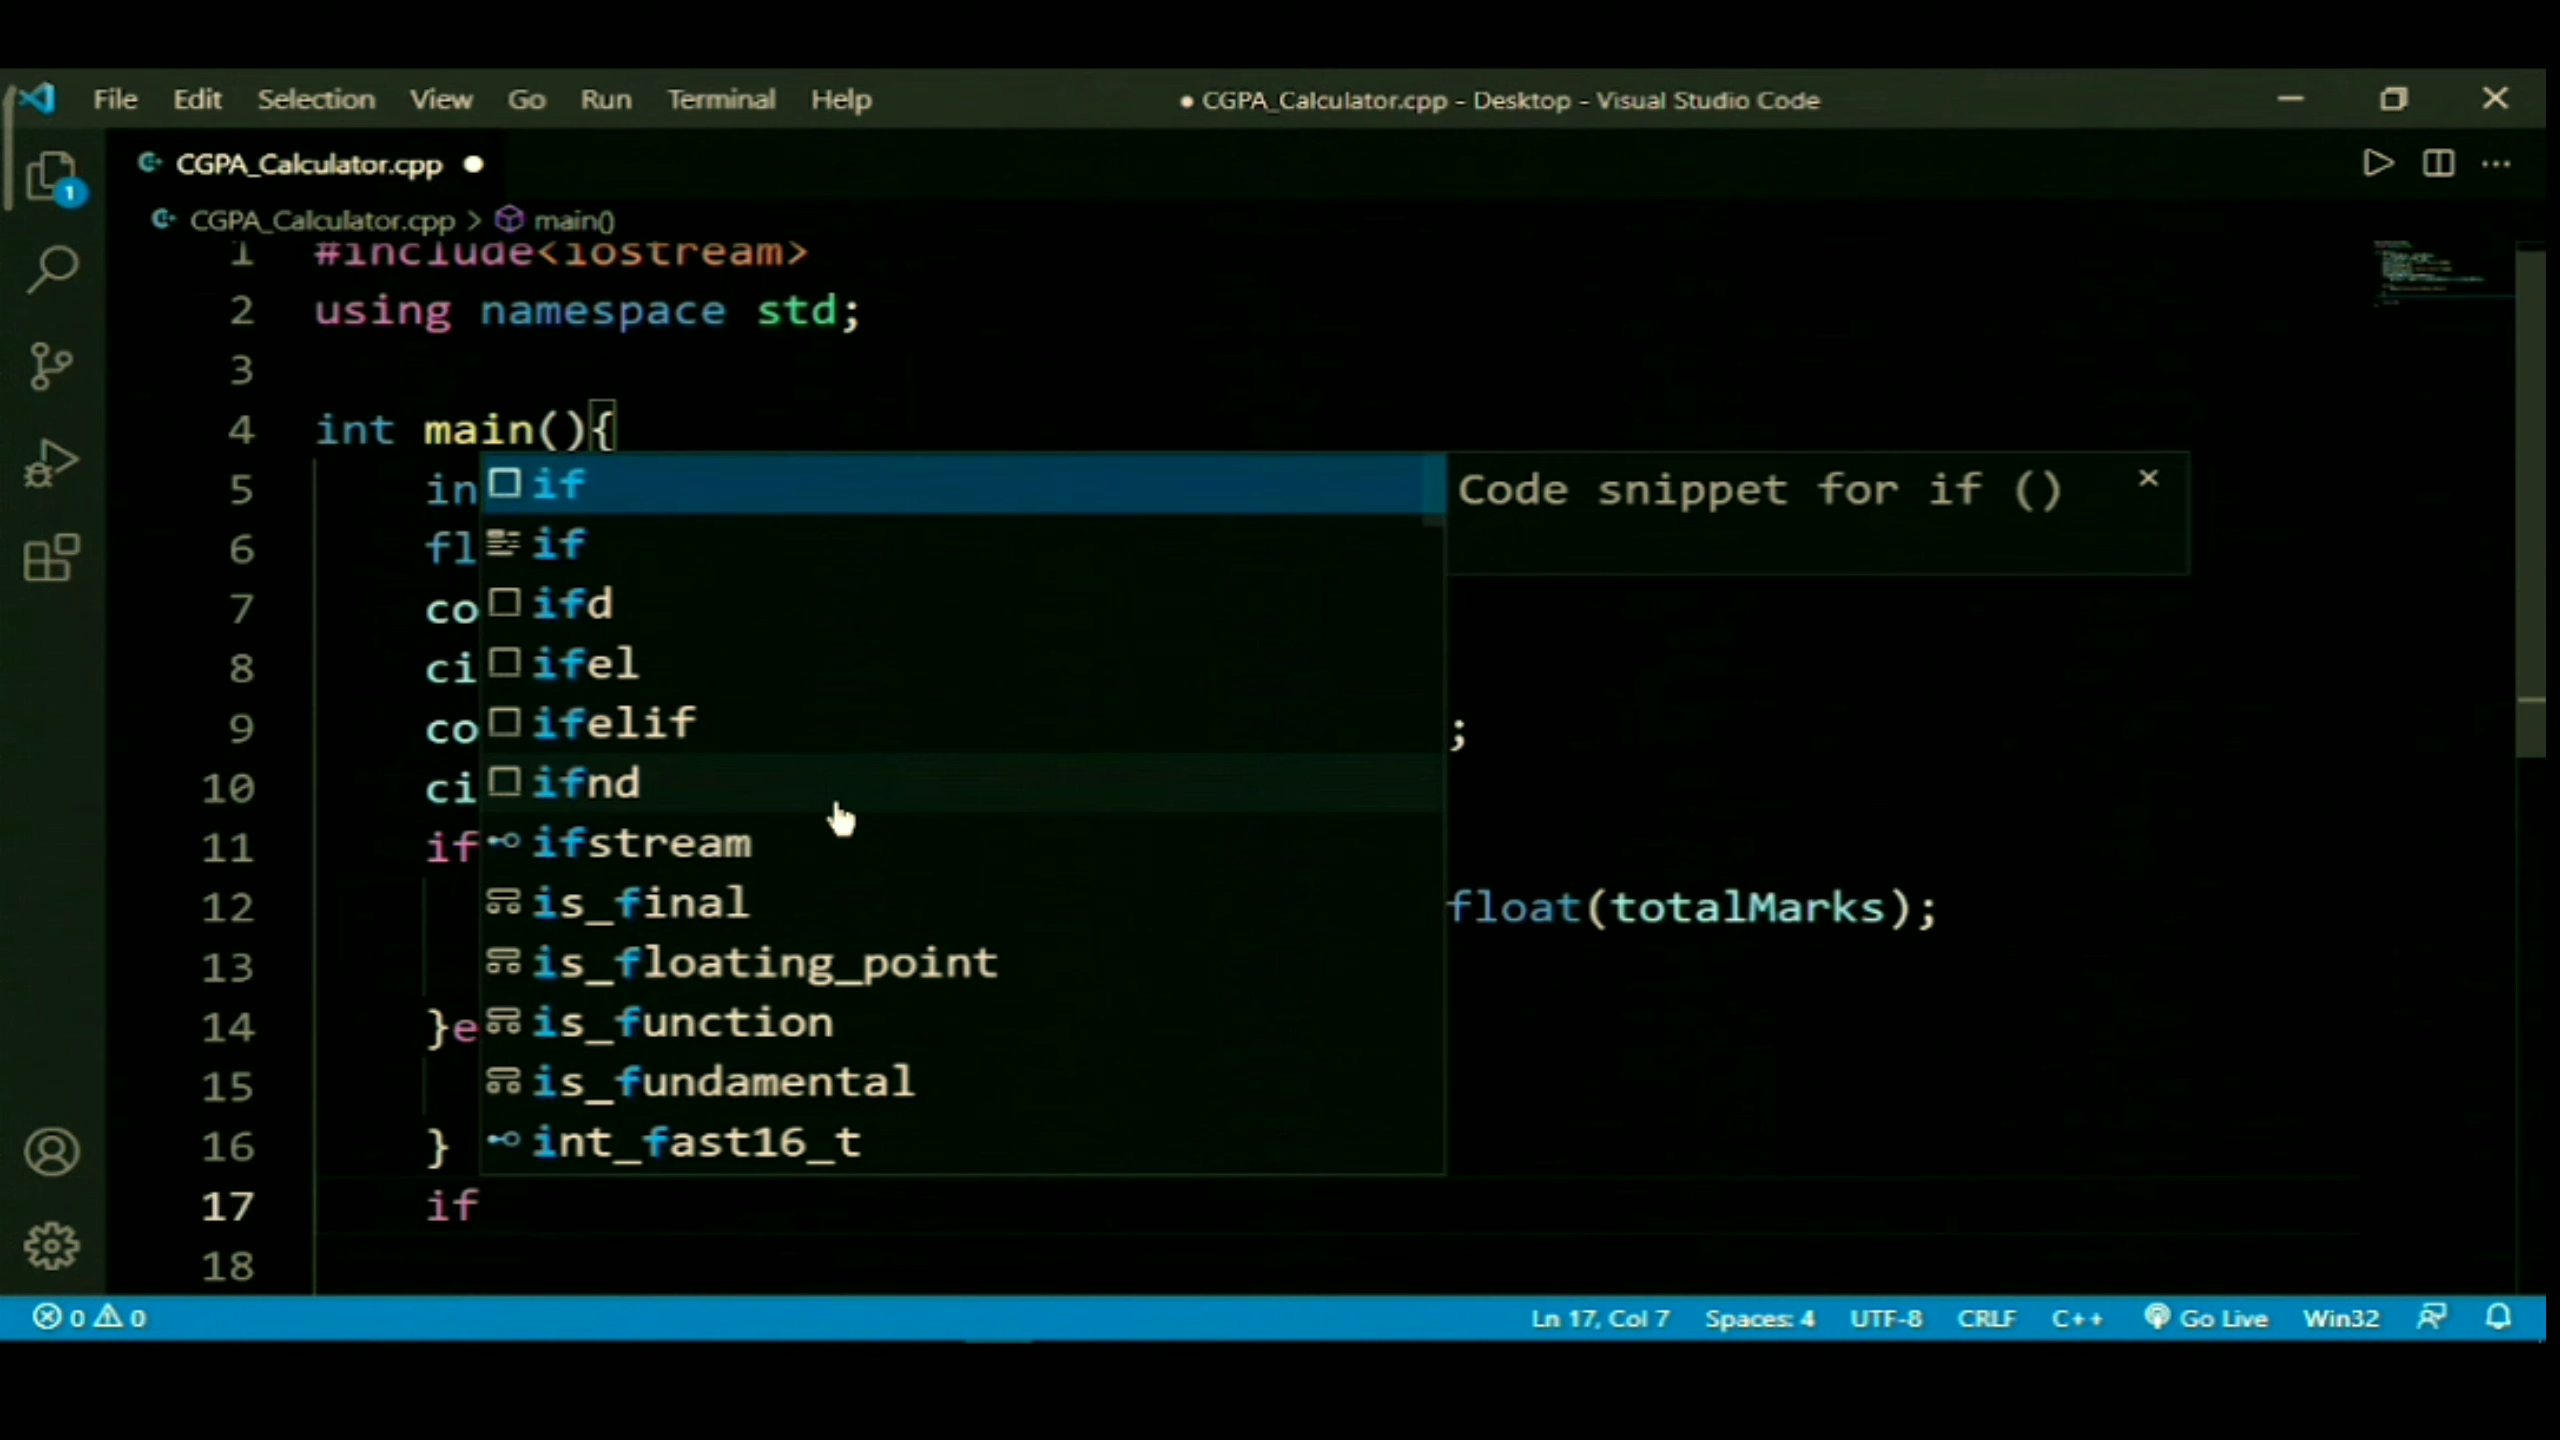 File Edit Selection View Go Run Terminal Help
● CGPA_Calculator.cpp - Desktop - Visual Studio Code
CGPA_Calculator.cpp ●
1
CGPA_Calculator.cpp > main()
1 #include<iostream>
2 using namespace std;
3
4 int main(){
5 in
6 fl
7 co
8 ci
9 co ;
10 ci
11 if
12 float(totalMarks);
13
14 }e
15
16 }
17 if
18
if
if
ifd
ifel
ifelif
ifnd
ifstream
is_final
is_floating_point
is_function
is_fundamental
int_fast16_t
Code snippet for if () ×
0 0
Ln 17, Col 7 Spaces: 4 UTF-8 CRLF C++ Go Live Win32